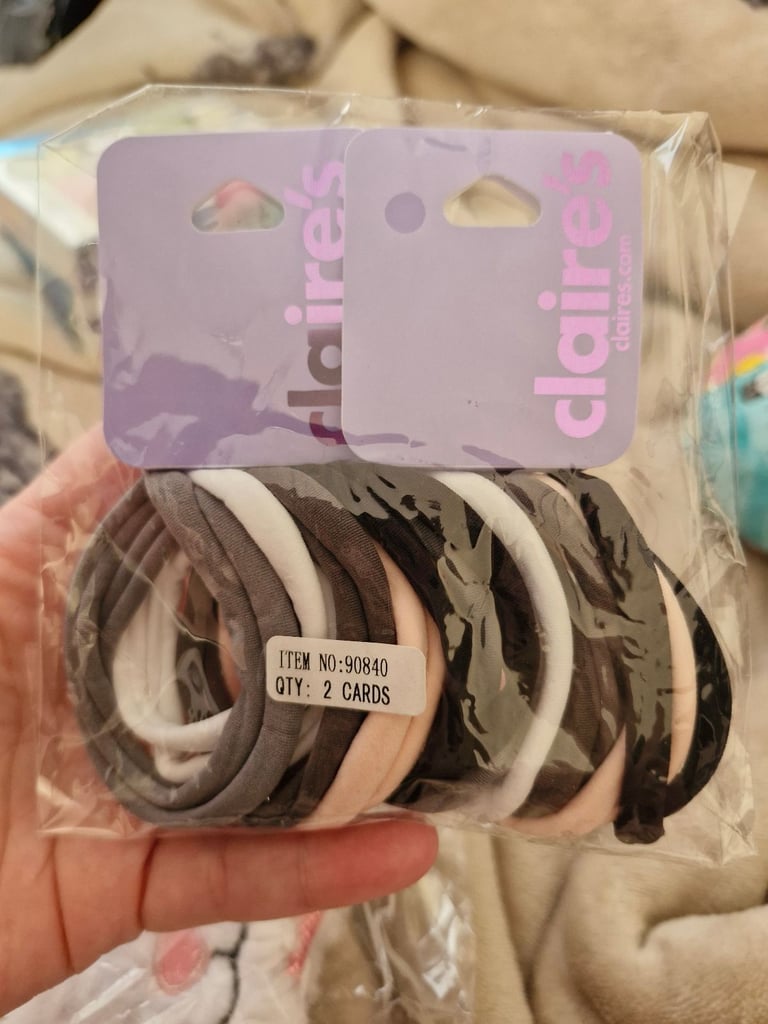 claire's
claire's
claires.com
ITEM NO:90840
QTY: 2 CARDS